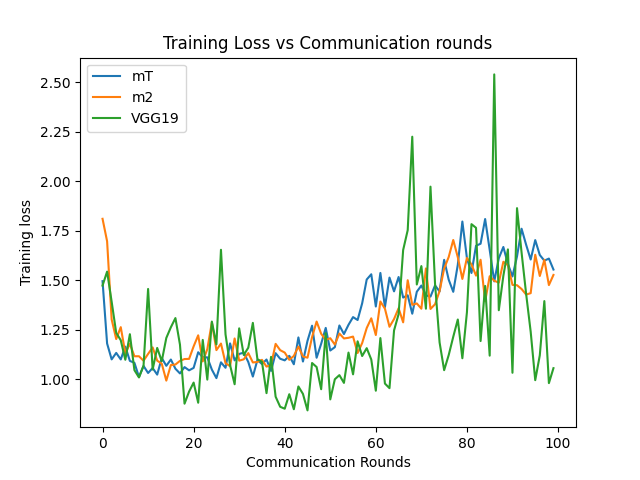 Training Loss vs Communication rounds
mT
m2
VGG19
Training loss
2.50
2.25
2.00
1.75
1.50
1.25
1.00
0 20 40 60 80 100
Communication Rounds